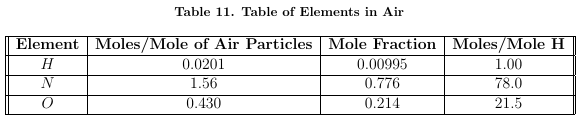 Table 11. Table of Elements in Air
Element Moles/Mole of Air Particles Mole Fraction Moles/Mole H
H 0.0201 0.00995 1.00
N 1.56 0.776 78.0
O 0.430 0.214 21.5